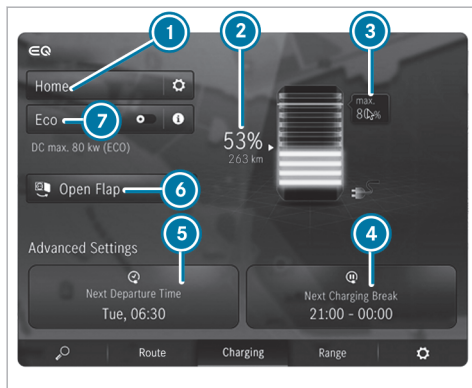 1
2
3
EQ
Home
max.
80%
Eco
7
53%
263 km
DC max. 80 kw (ECO)
Open Flap
6
Advanced Settings
5
4
Next Departure Time
Tue, 06:30
Next Charging Break
21:00 - 00:00
Route
Charging
Range